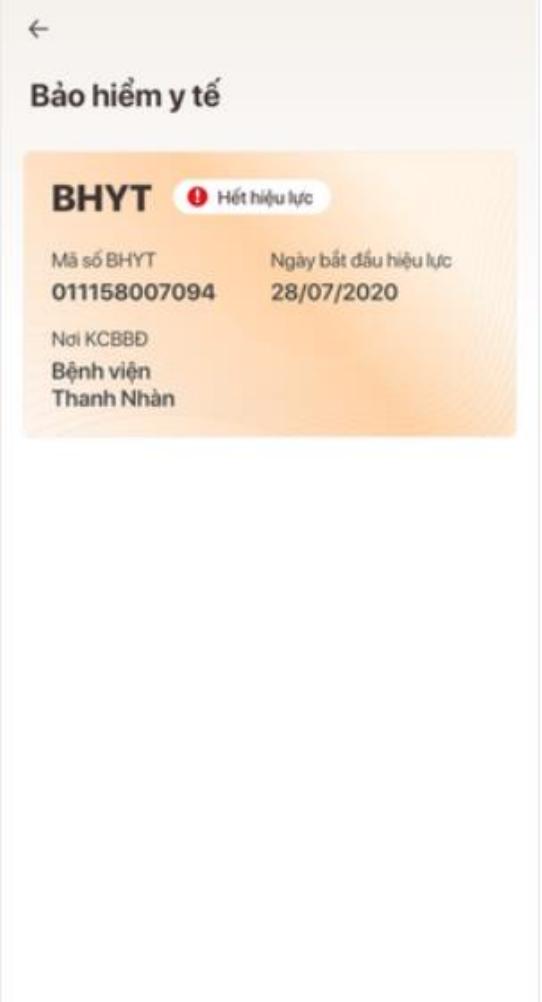 Bảo hiểm y tế
BHYT
Hết hiệu lực
Mã số BHYT
Ngày bắt đầu hiệu lực
011158007094
28/07/2020
Nơi KCBBĐ
Bệnh viện
Thanh Nhàn